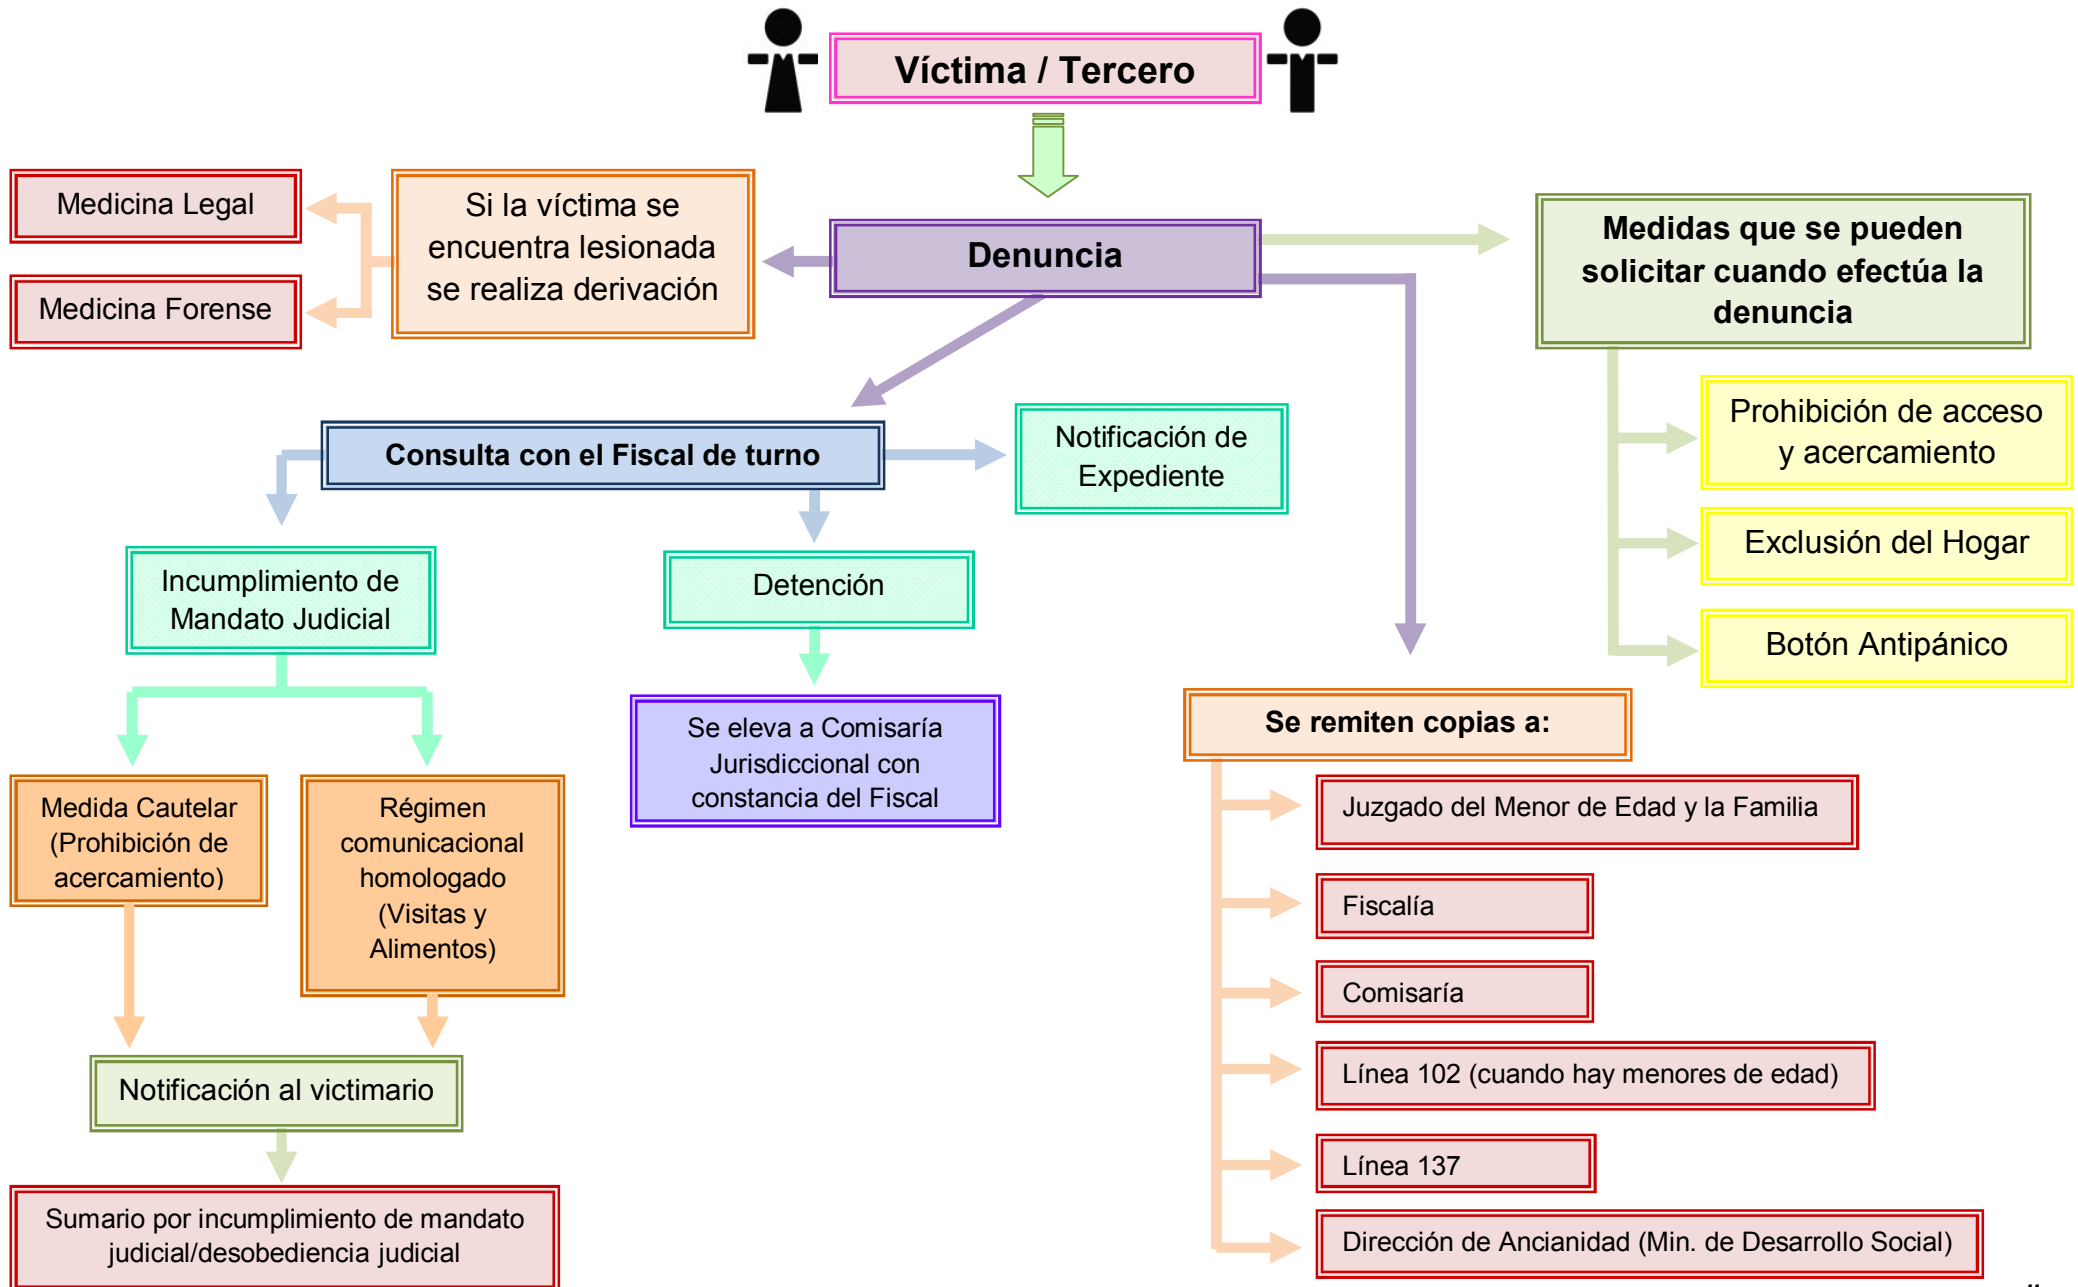 Víctima / Tercero
Medicina Legal
Medicina Forense
Si la víctima se
encuentra lesionada
se realiza derivación
Denuncia
Medidas que se pueden
solicitar cuando efectúa la
denuncia
Prohibición de acceso
y acercamiento
Exclusión del Hogar
Botón Antipánico
Consulta con el Fiscal de turno
Notificación de
Expediente
Incumplimiento de
Mandato Judicial
Detención
Se eleva a Comisaría
Jurisdiccional con
constancia del Fiscal
Medida Cautelar
(Prohibición de
acercamiento)
Régimen
comunicacional
homologado
(Visitas y
Alimentos)
Notificación al victimario
Sumario por incumplimiento de mandato
judicial/desobediencia judicial
Se remiten copias a:
Juzgado del Menor de Edad y la Familia
Fiscalía
Comisaría
Línea 102 (cuando hay menores de edad)
Línea 137
Dirección de Ancianidad (Min. de Desarrollo Social)